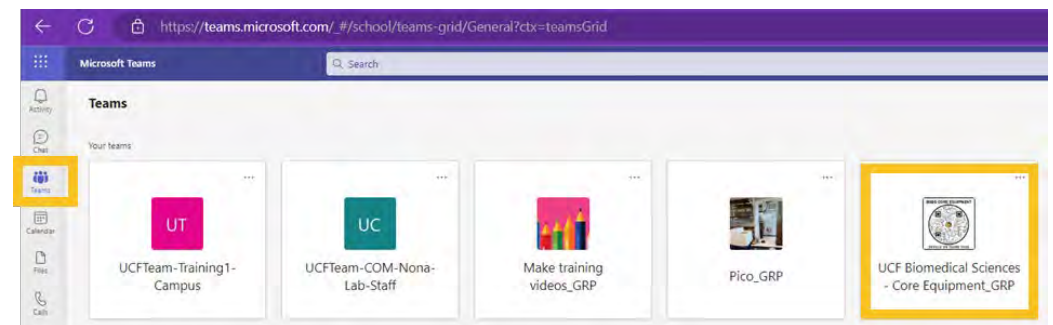 https://teams.microsoft.com/_#/school/teams-grid/General?ctx=teamsGrid
Microsoft Teams
Search
Activity
Teams
Chat
Your teams
Teams
UT
UC
Calendar
UCFTeam-Training1-
Campus
UCFTeam-COM-Nona-
Lab-Staff
Make training
videos_GRP
Pico_GRP
UCF Biomedical Sciences
- Core Equipment_GRP
Files
Calls